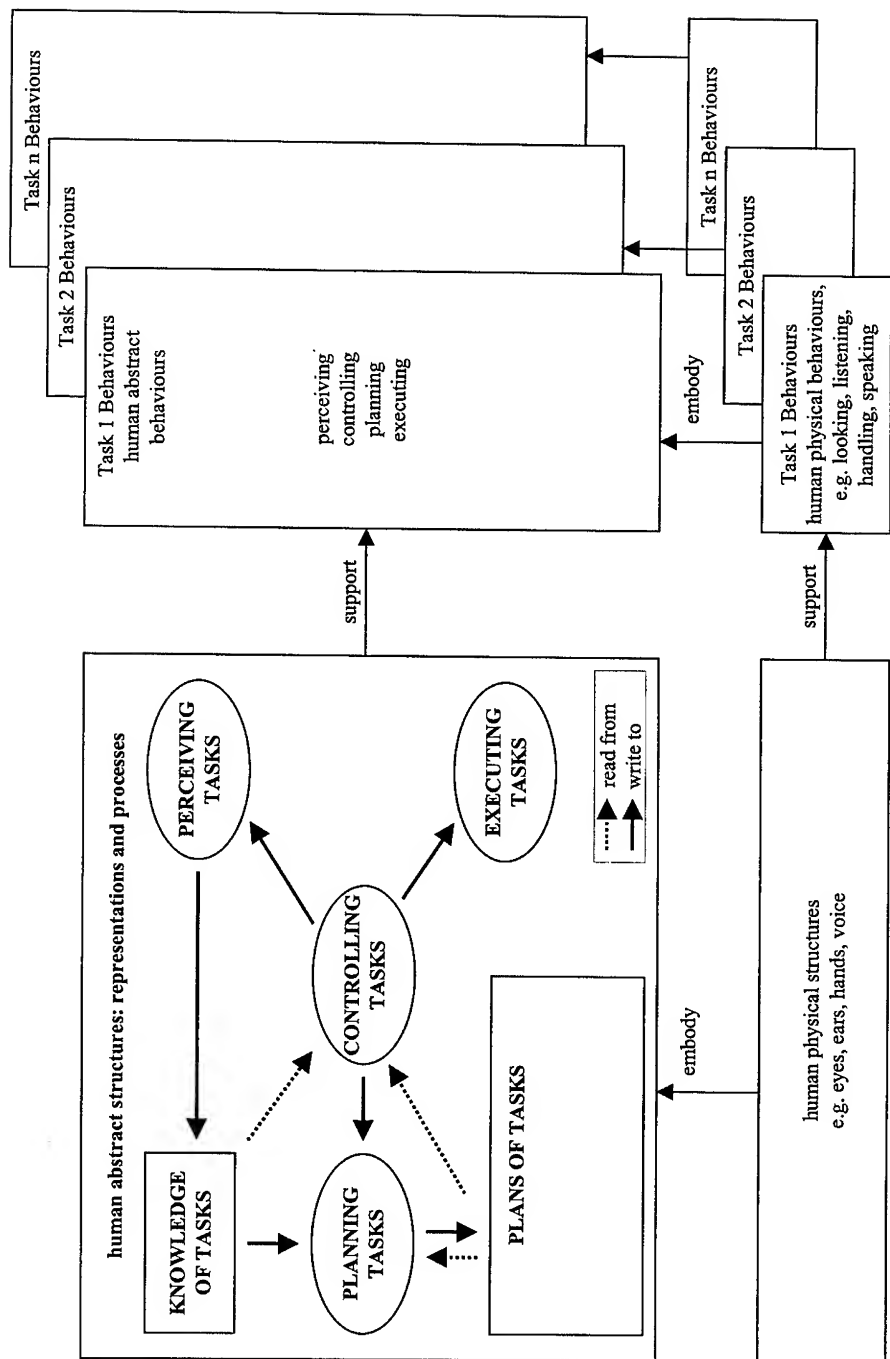 human abstract structures: representations and processes
KNOWLEDGE
OF TASKS
PERCEIVING
TASKS
PLANNING
TASKS
CONTROLLING
TASKS
PLANS OF TASKS
EXECUTING
TASKS
read from
write to
support
Task 1 Behaviours
human abstract
behaviours
perceiving
controlling
planning
executing
Task 2 Behaviours
Task n Behaviours
embody
embody
human physical structures
e.g. eyes, ears, hands, voice
support
Task 1 Behaviours
human physical behaviours,
e.g. looking, listening,
handling, speaking
Task 2 Behaviours
Task n Behaviours